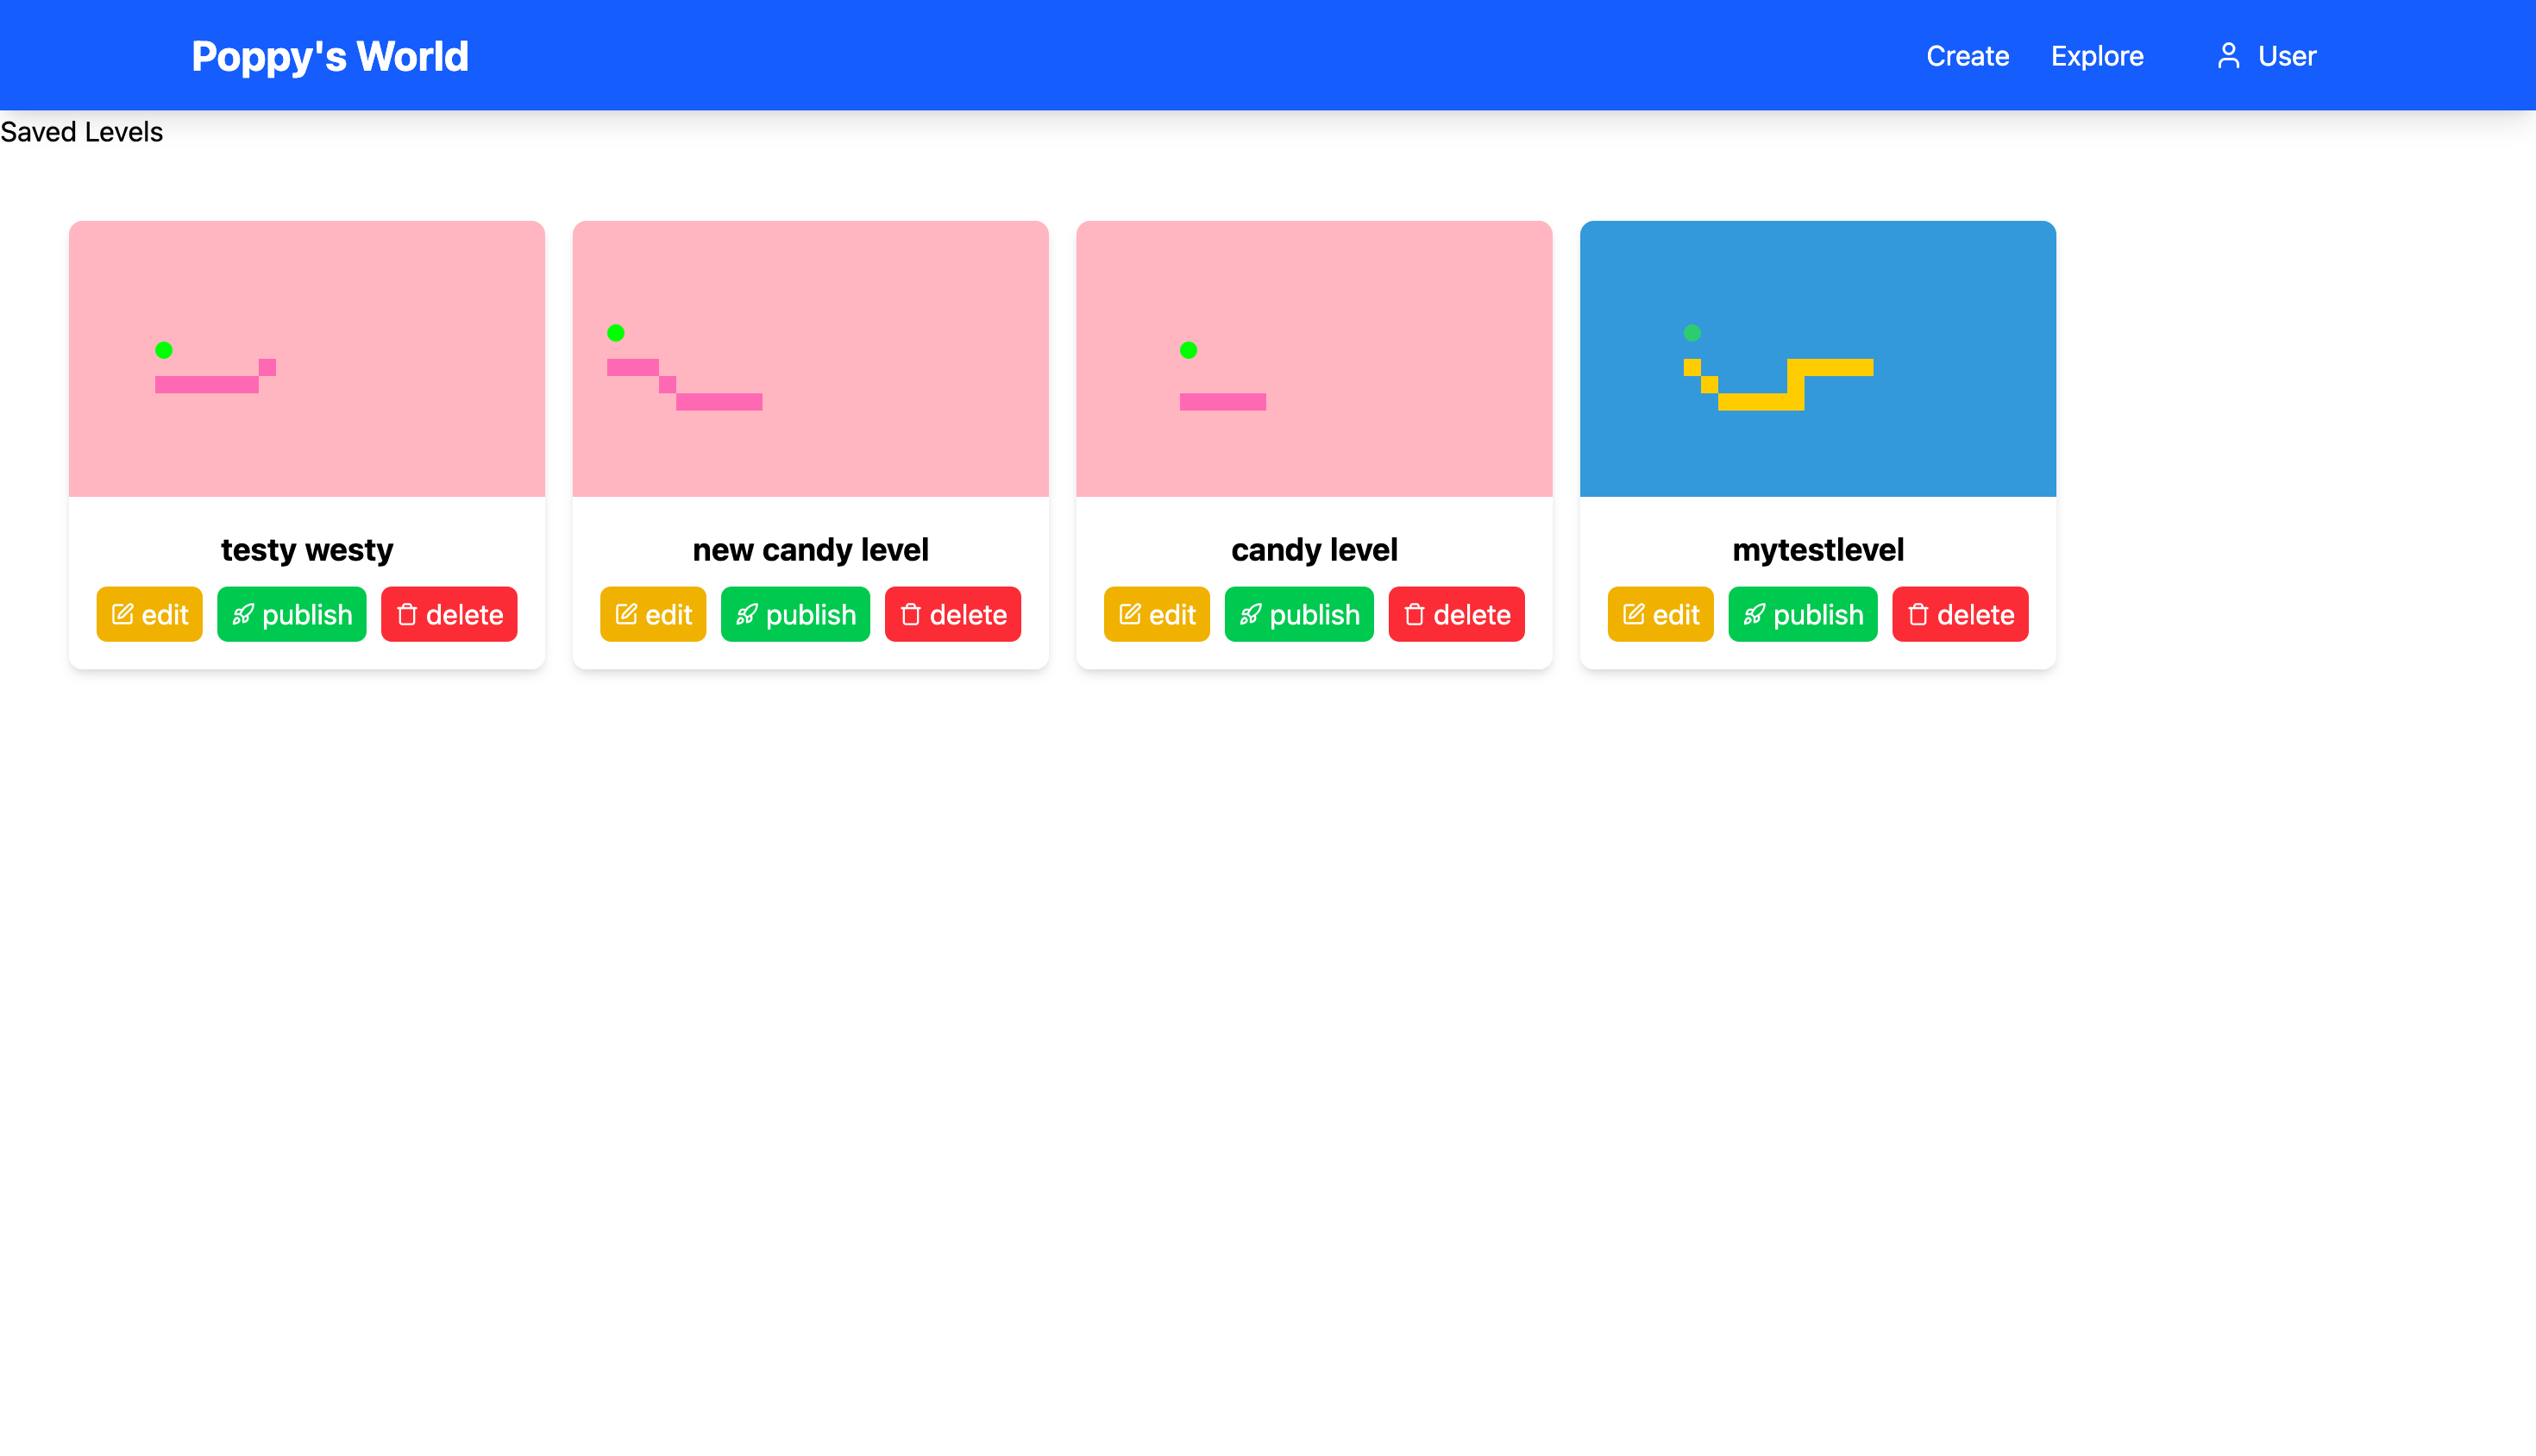 Poppy's World
Create Explore User
Saved Levels
testy westy
edit publish delete
new candy level
edit publish delete
candy level
edit publish delete
mytestlevel
edit publish delete